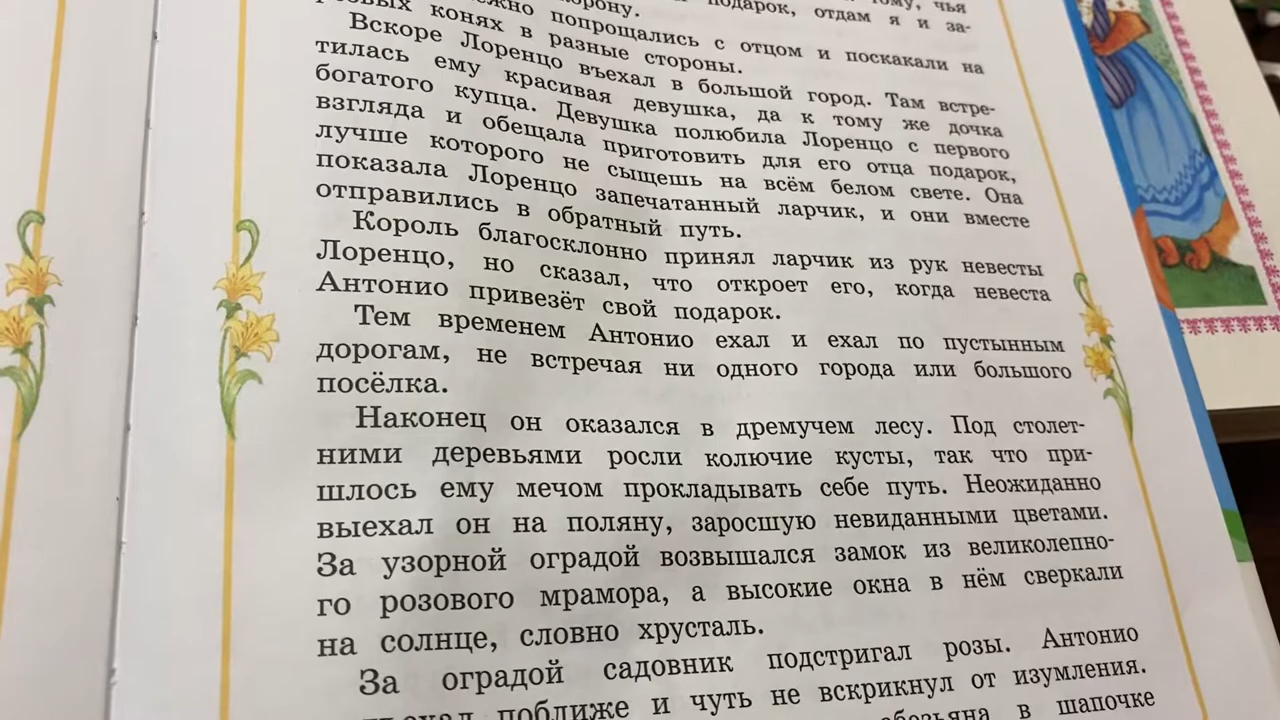 подарок, отдам я и за-
попрощались с отцом и поскакали на
конях в разные стороны.
Вскоре Лоренцо въехал в большой город. Там встре-
тилась ему красивая девушка, да к тому же дочка
богатого купца. Девушка полюбила Лоренцо с первого
взгляда и обещала приготовить для его отца подарок,
лучше которого не сыщешь на всём белом свете. Она
показала Лоренцо запечатанный ларчик, и они вместе
отправились в обратный путь.
Король благосклонно принял ларчик из рук невесты
Лоренцо, но сказал, что откроет его, когда невеста
Антонио привезёт свой подарок.
Тем временем Антонио ехал и ехал по пустынным
дорогам, не встречая ни одного города или большого
посёлка.
Наконец он оказался в дремучем лесу. Под столет-
ними деревьями росли колючие кусты, так что при-
шлось ему мечом прокладывать себе путь. Неожиданно
выехал он на поляну, заросшую невиданными цветами.
За узорной оградой возвышался замок из великолепно-
го розового мрамора, а высокие окна в нём сверкали
на солнце, словно хрусталь.
За оградой садовник подстригал розы. Антонио
поближе и чуть не вскрикнул от изумления.
обезьяна в шапочке